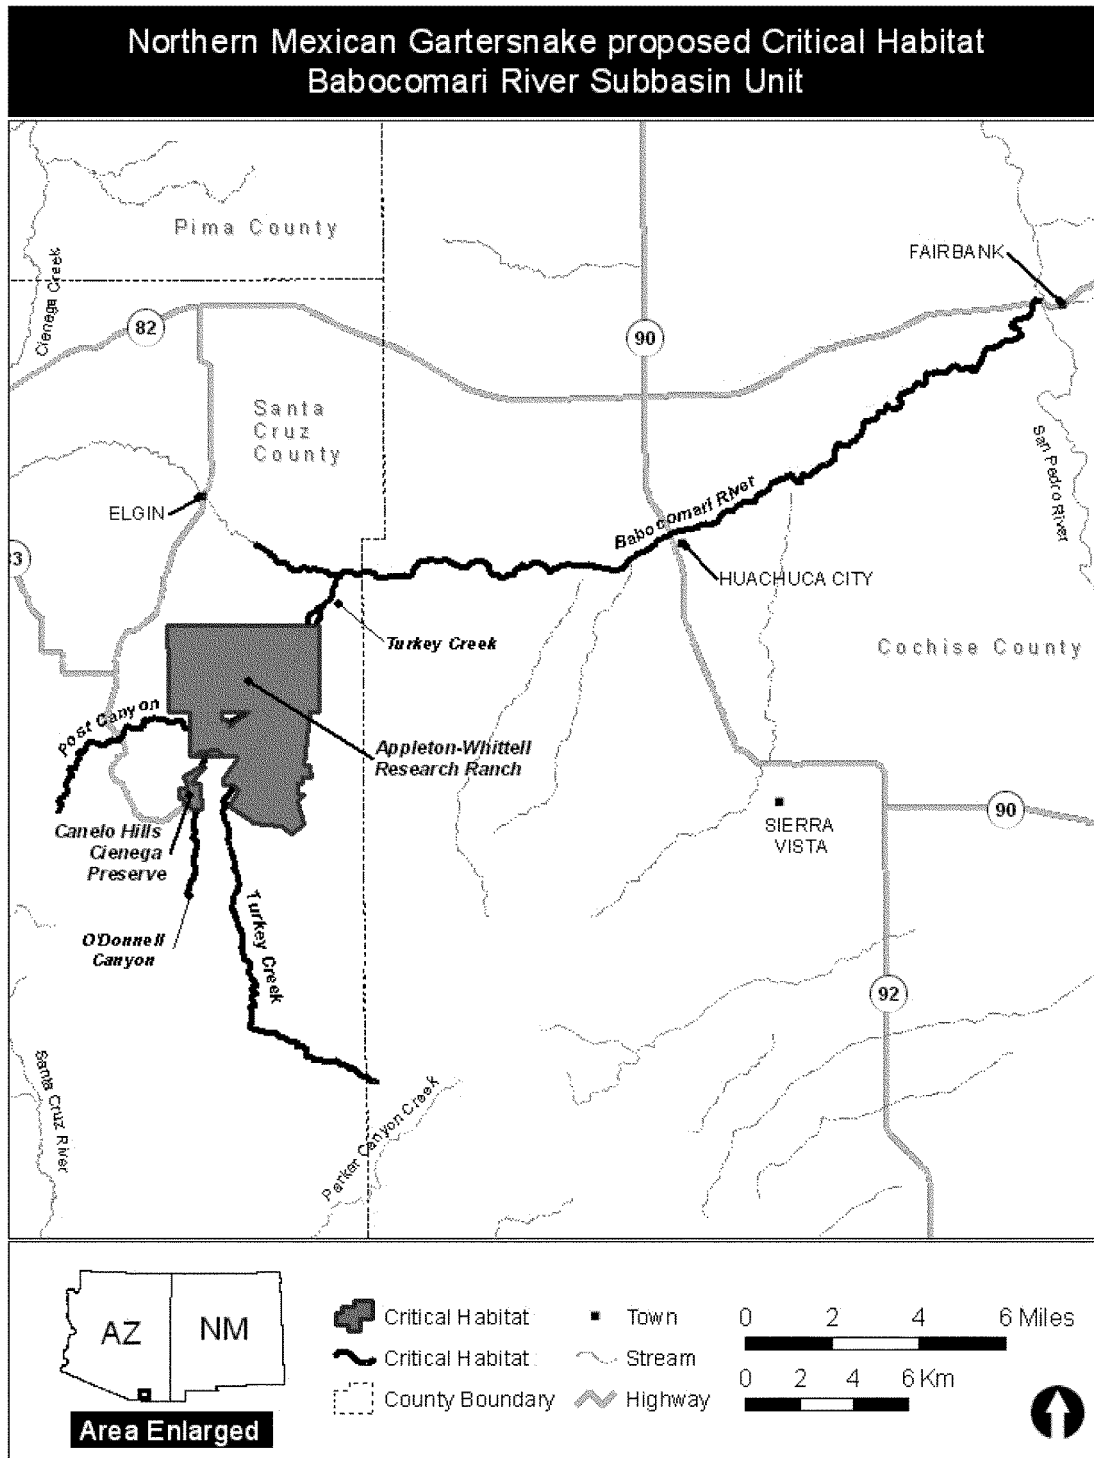 Northern Mexican Gartersnake proposed Critical Habitat
Babocomari River Subbasin Unit
Pima County
Cienega Creek
FAIRBANK
82
90
Santa
Cruz
County
San Pedro River
ELGIN
Babocomari River
83
HUACHUCA CITY
Turkey Creek
Cochise County
Post Canyon
Appleton-Whittell
Research Ranch
90
SIERRA
VISTA
Canelo Hills
Cienega
Preserve
O'Donnell
Canyon
Turkey Creek
92
Santa Cruz River
Parker Canyon Creek
AZ
NM
Area Enlarged
Critical Habitat
Critical Habitat
County Boundary
Town
Stream
Highway
0 2 4 6 Miles
0 2 4 6 Km